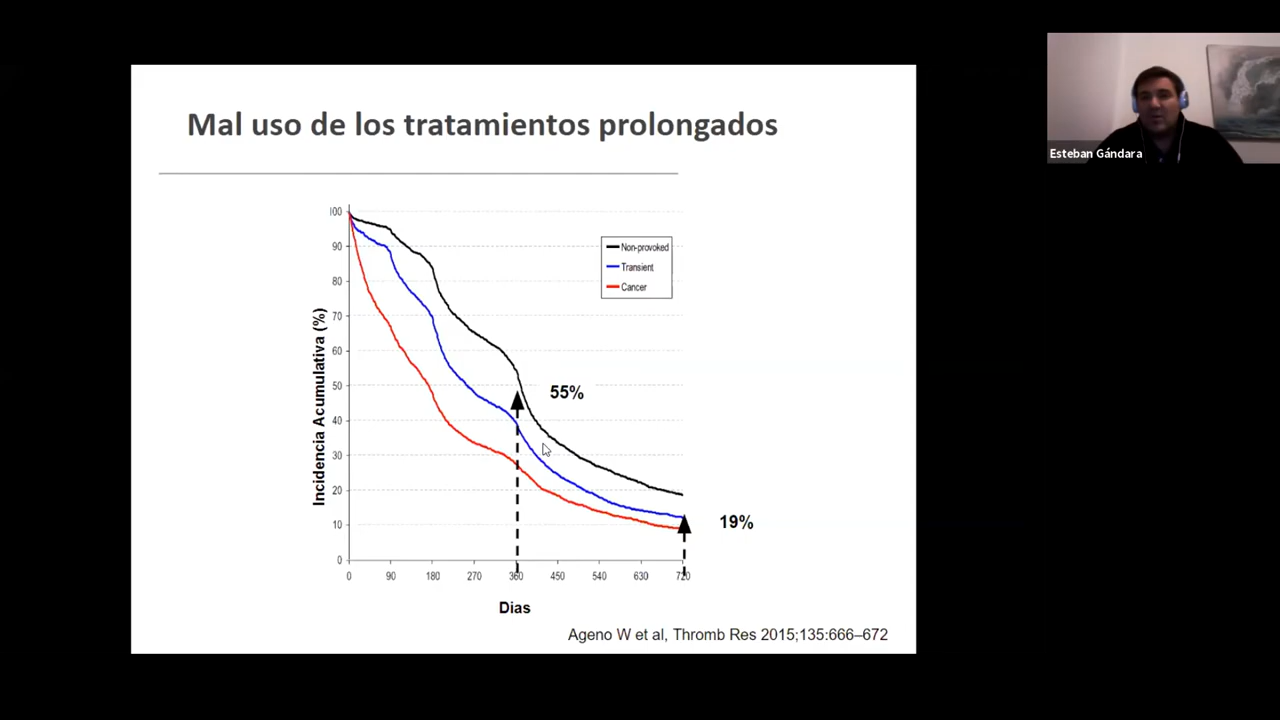 Mal uso de los tratamientos prolongados
Esteban Gándara
Incidencia Acumulativa (%)
100
90
80
70
60
50
40
30
20
10
0
Non-provoked
Transient
Cancer
55%
19%
0 90 180 270 360 450 540 630 720
Dias
Ageno W et al, Thromb Res 2015;135:666–672